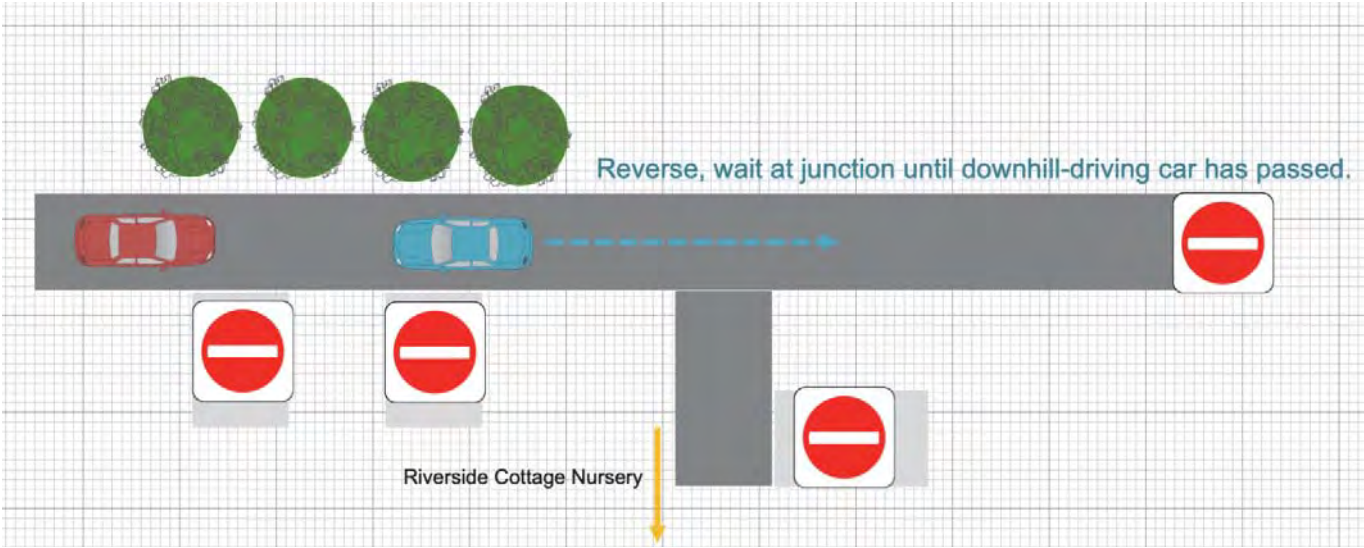 Reverse, wait at junction until downhill-driving car has passed.
Riverside Cottage Nursery